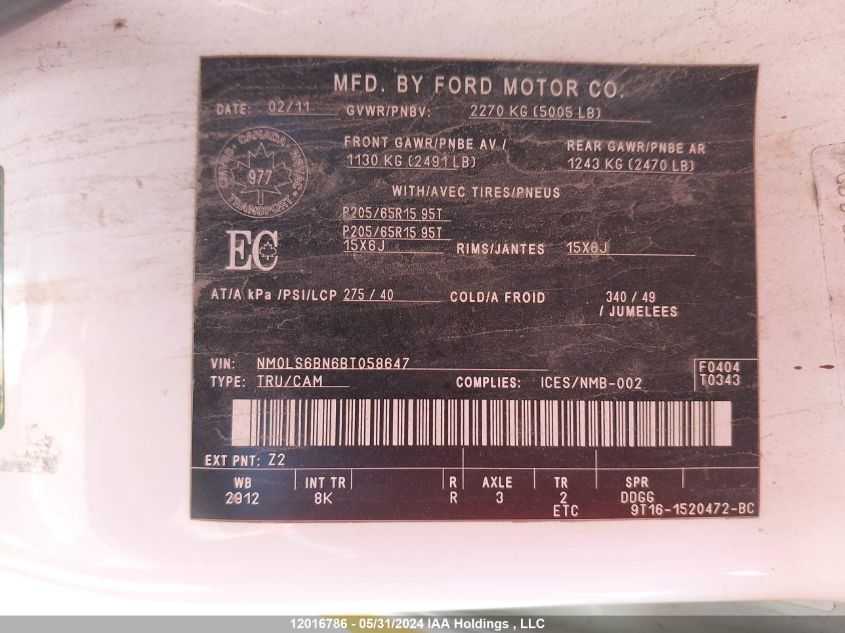 MFD. BY FORD MOTOR CO.
DATE: 02/11 GVWR/PNBV: 2270 KG (5005 LB)
FRONT GAWR/PNBE AV / REAR GAWR/PNBE AR
1130 KG (2491 LB) 1243 KG (2470 LB)
CANADA
977
TRANSPORT
WITH/AVEC TIRES/PNEUS
P205/65R15 95T
P205/65R15 95T
EC
15X6J RIMS/JANTES 15X6J
AT/A kPa /PSI/LCP 275 / 40 COLD/A FROID 340 / 49
/ JUMELEES
VIN: NM0LS6BN6BT058647 F0404
TYPE: TRU/CAM COMPLIES: ICES/NMB-002 T0343
EXT PNT: Z2
WB INT TR R AXLE TR SPR
2912 8K R 3 2 DDGG
ETC 9T16-1520472-BC
12016786 - 05/31/2024 IAA Holdings , LLC